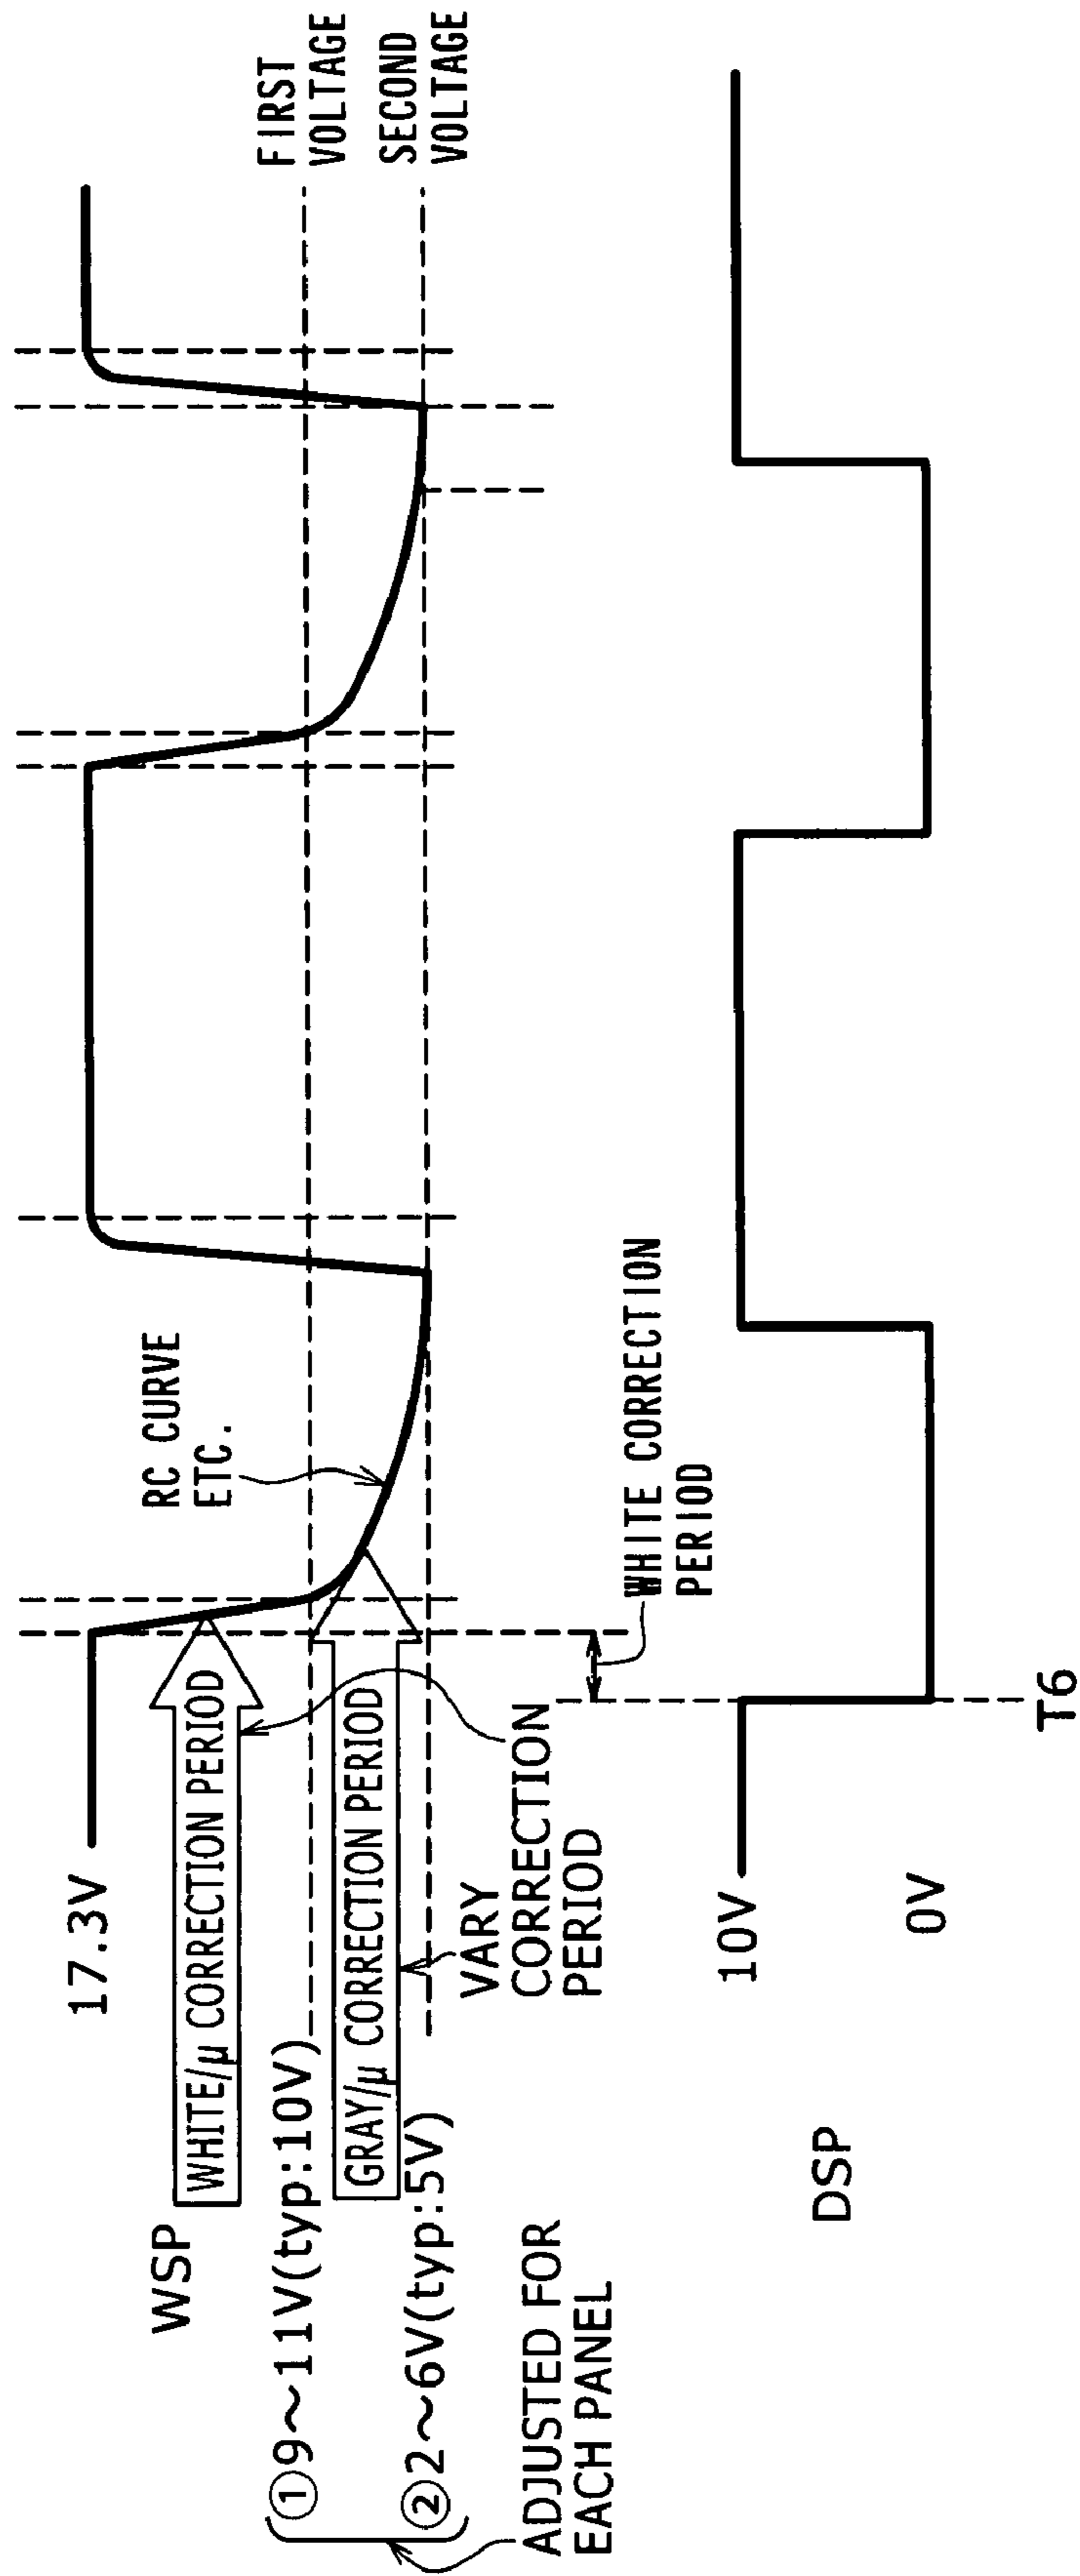 FIRST
VOLTAGE
SECOND
VOLTAGE
17.3V
WSP
WHITE/μ CORRECTION PERIOD
RC CURVE
ETC.
①9～11V(typ:10V)
GRAY/μ CORRECTION PERIOD
②2～6V(typ:5V)
ADJUSTED FOR
EACH PANEL
VARY
CORRECTION
PERIOD
WHITE CORRECTION
PERIOD
10V
DSP
0V
T6